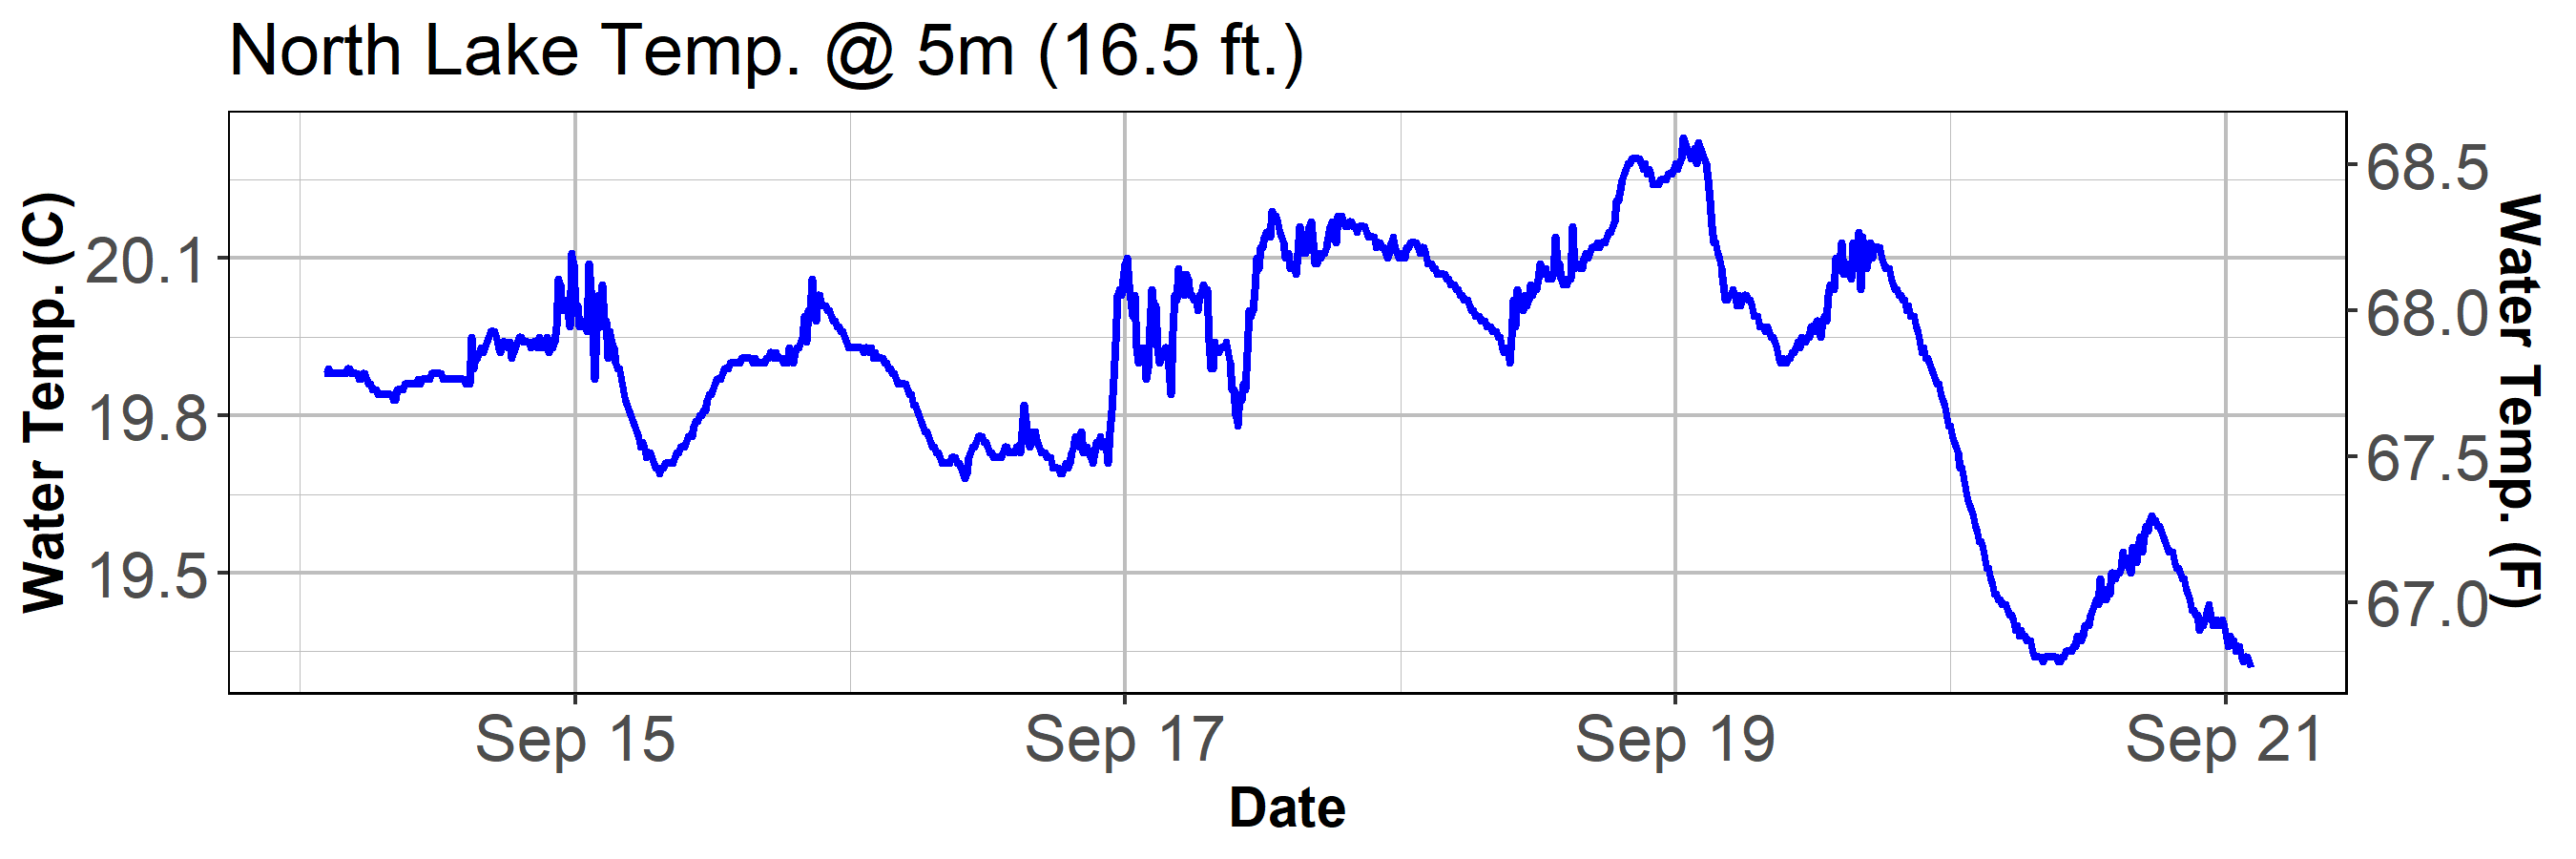 North Lake Temp. @ 5m (16.5 ft.)
Water Temp. (C)
20.1
19.8
19.5
68.5
68.0
67.5
67.0
Water Temp. (F)
Sep 15
Sep 17
Sep 19
Sep 21
Date